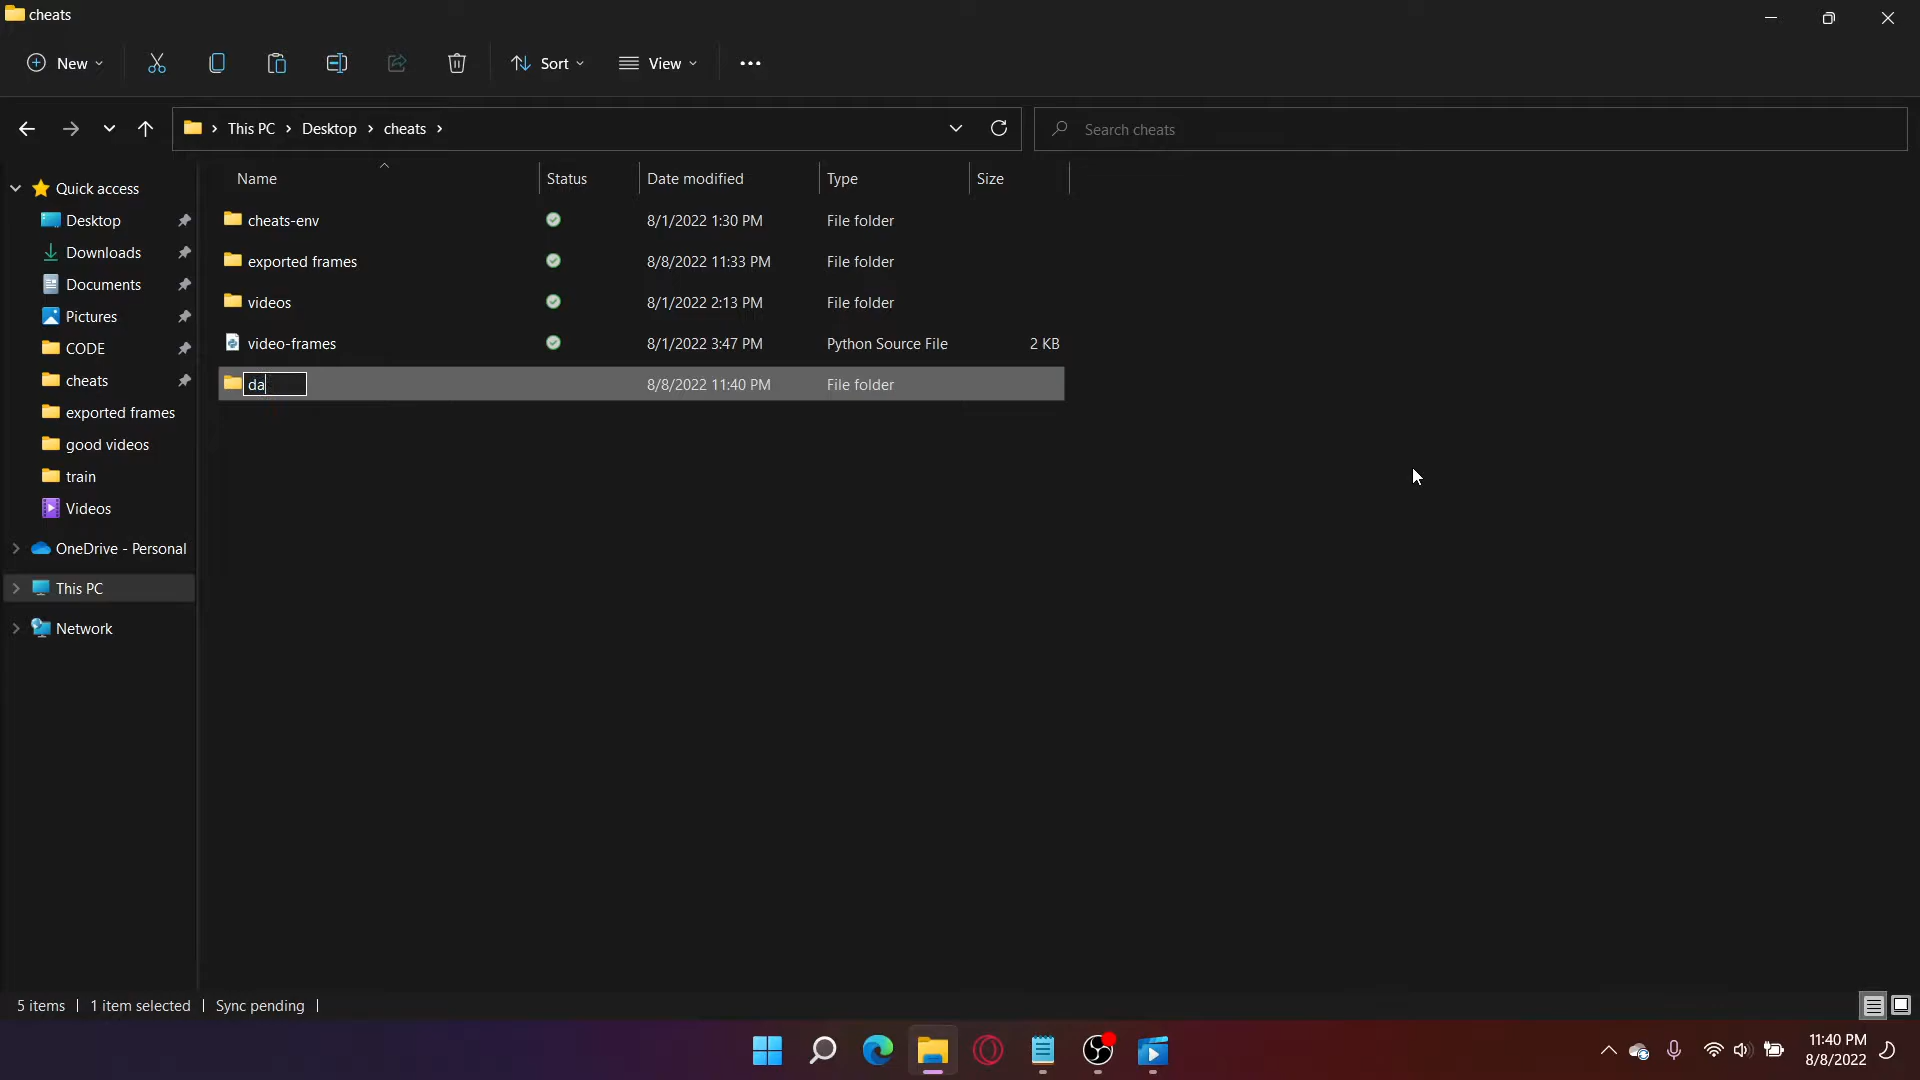 cheats
New
Sort
View
This PC
Desktop
cheats
Search cheats
Name
Status
Date modified
Type
Size
Quick access
Desktop
Downloads
Documents
Pictures
CODE
cheats
exported frames
good videos
train
Videos
OneDrive - Personal
This PC
Network
cheats-env 8/1/2022 1:30 PM File folder
exported frames 8/8/2022 11:33 PM File folder
videos 8/1/2022 2:13 PM File folder
video-frames 8/1/2022 3:47 PM Python Source File 2 KB
da 8/8/2022 11:40 PM File folder
5 items 1 item selected Sync pending
11:40 PM
8/8/2022